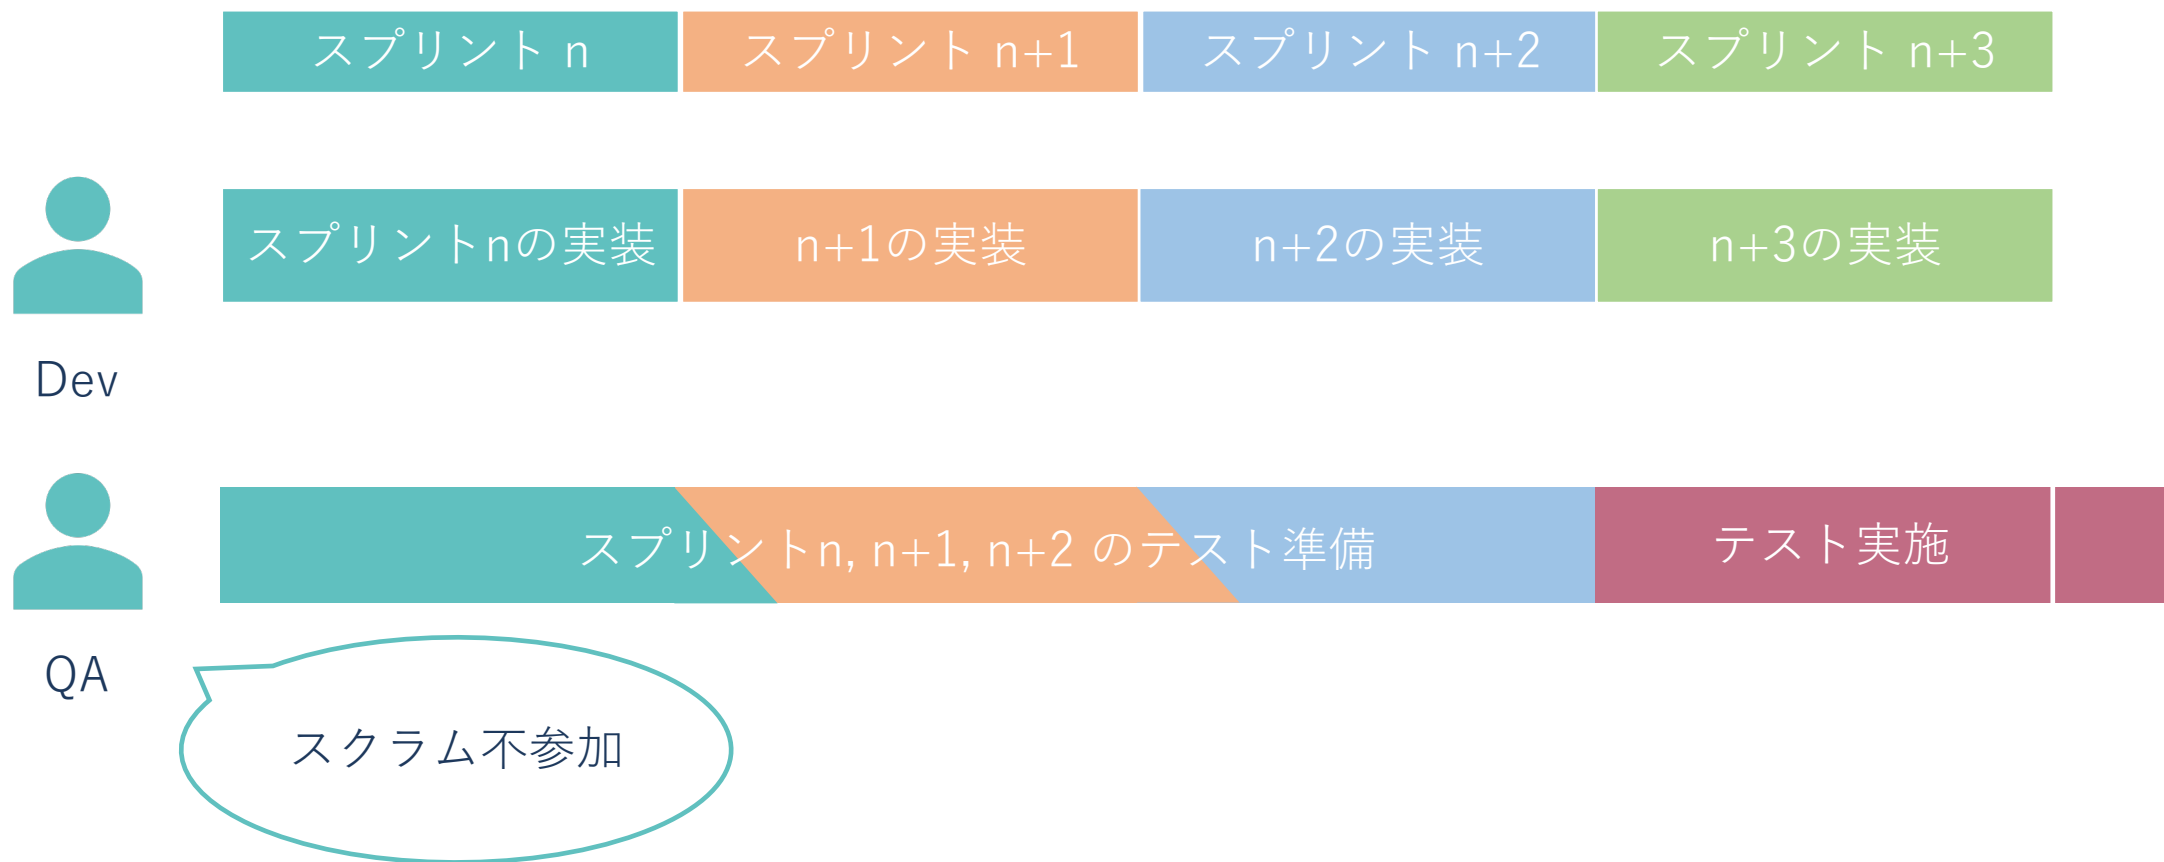 スプリント n
スプリント n+1
スプリント n+2
スプリント n+3
スプリントnの実装
n+1の実装
n+2の実装
n+3の実装
Dev
スプリントn, n+1, n+2 のテスト準備
テスト実施
QA
スクラム不参加